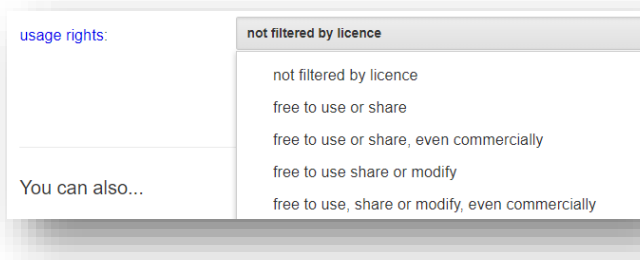 usage rights: not filtered by licence
not filtered by licence
free to use or share
free to use or share, even commercially
free to use share or modify
You can also...
free to use, share or modify, even commercially